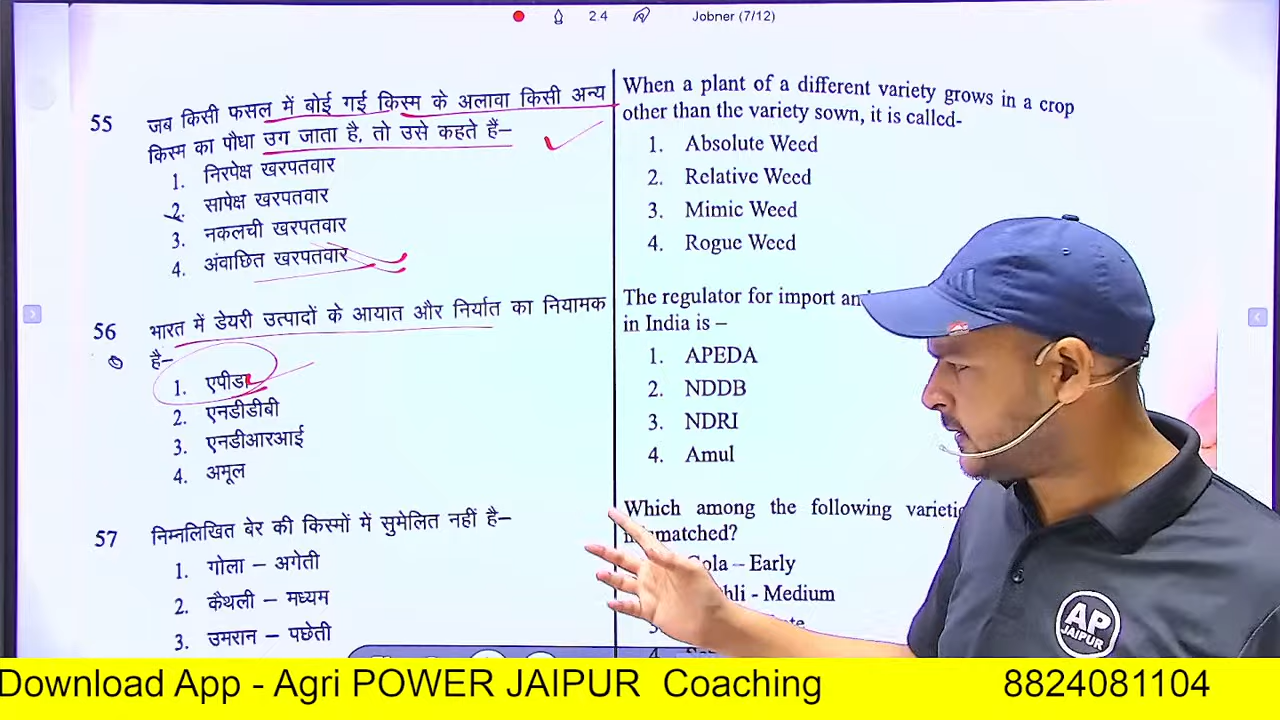 2.4
Jobner (7/12)
55
जब किसी फसल में बोई गई किस्म के अलावा किसी अन्य
किस्म का पौधा उग जाता है, तो उसे कहते हैं–
1. निरपेक्ष खरपतवार
2. सापेक्ष खरपतवार
3. नकलची खरपतवार
4. अंवाछित खरपतवार
When a plant of a different variety grows in a crop
other than the variety sown, it is called-
1. Absolute Weed
2. Relative Weed
3. Mimic Weed
4. Rogue Weed
56
भारत में डेयरी उत्पादों के आयात और निर्यात का नियामक
है–
1. एपीडा
2. एनडीडीबी
3. एनडीआरआई
4. अमूल
The regulator for import
in India is –
1. APEDA
2. NDDB
3. NDRI
4. Amul
57
निम्नलिखित बेर की किस्मों में सुमेलित नहीं है–
1. गोला – अगेती
2. कैथली – मध्यम
3. उमरान – पछेती
Which among the following
mismatched?
– Early
- Medium
3.
4.
AP
JAIPUR
Download App - Agri POWER JAIPUR Coaching
8824081104